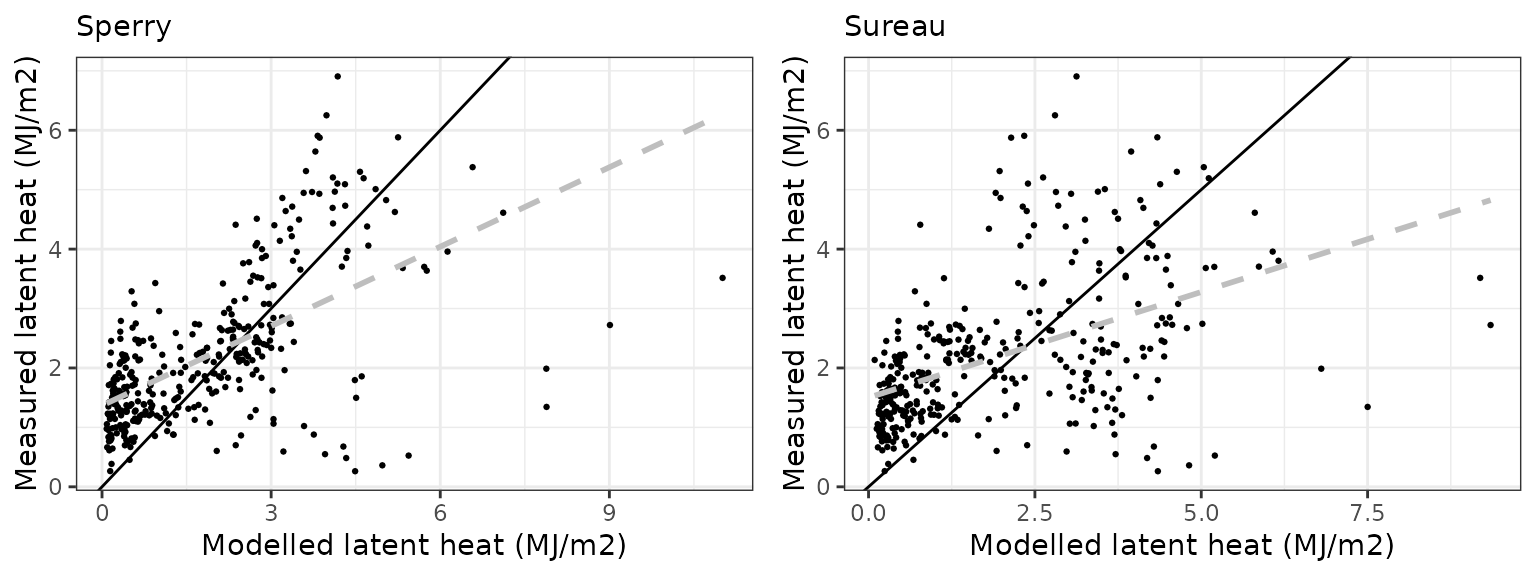 Sperry
Measured latent heat (MJ/m2)
6
4
2
0
0 3 6 9
Modelled latent heat (MJ/m2)
Sureau
Measured latent heat (MJ/m2)
6
4
2
0
0.0 2.5 5.0 7.5
Modelled latent heat (MJ/m2)